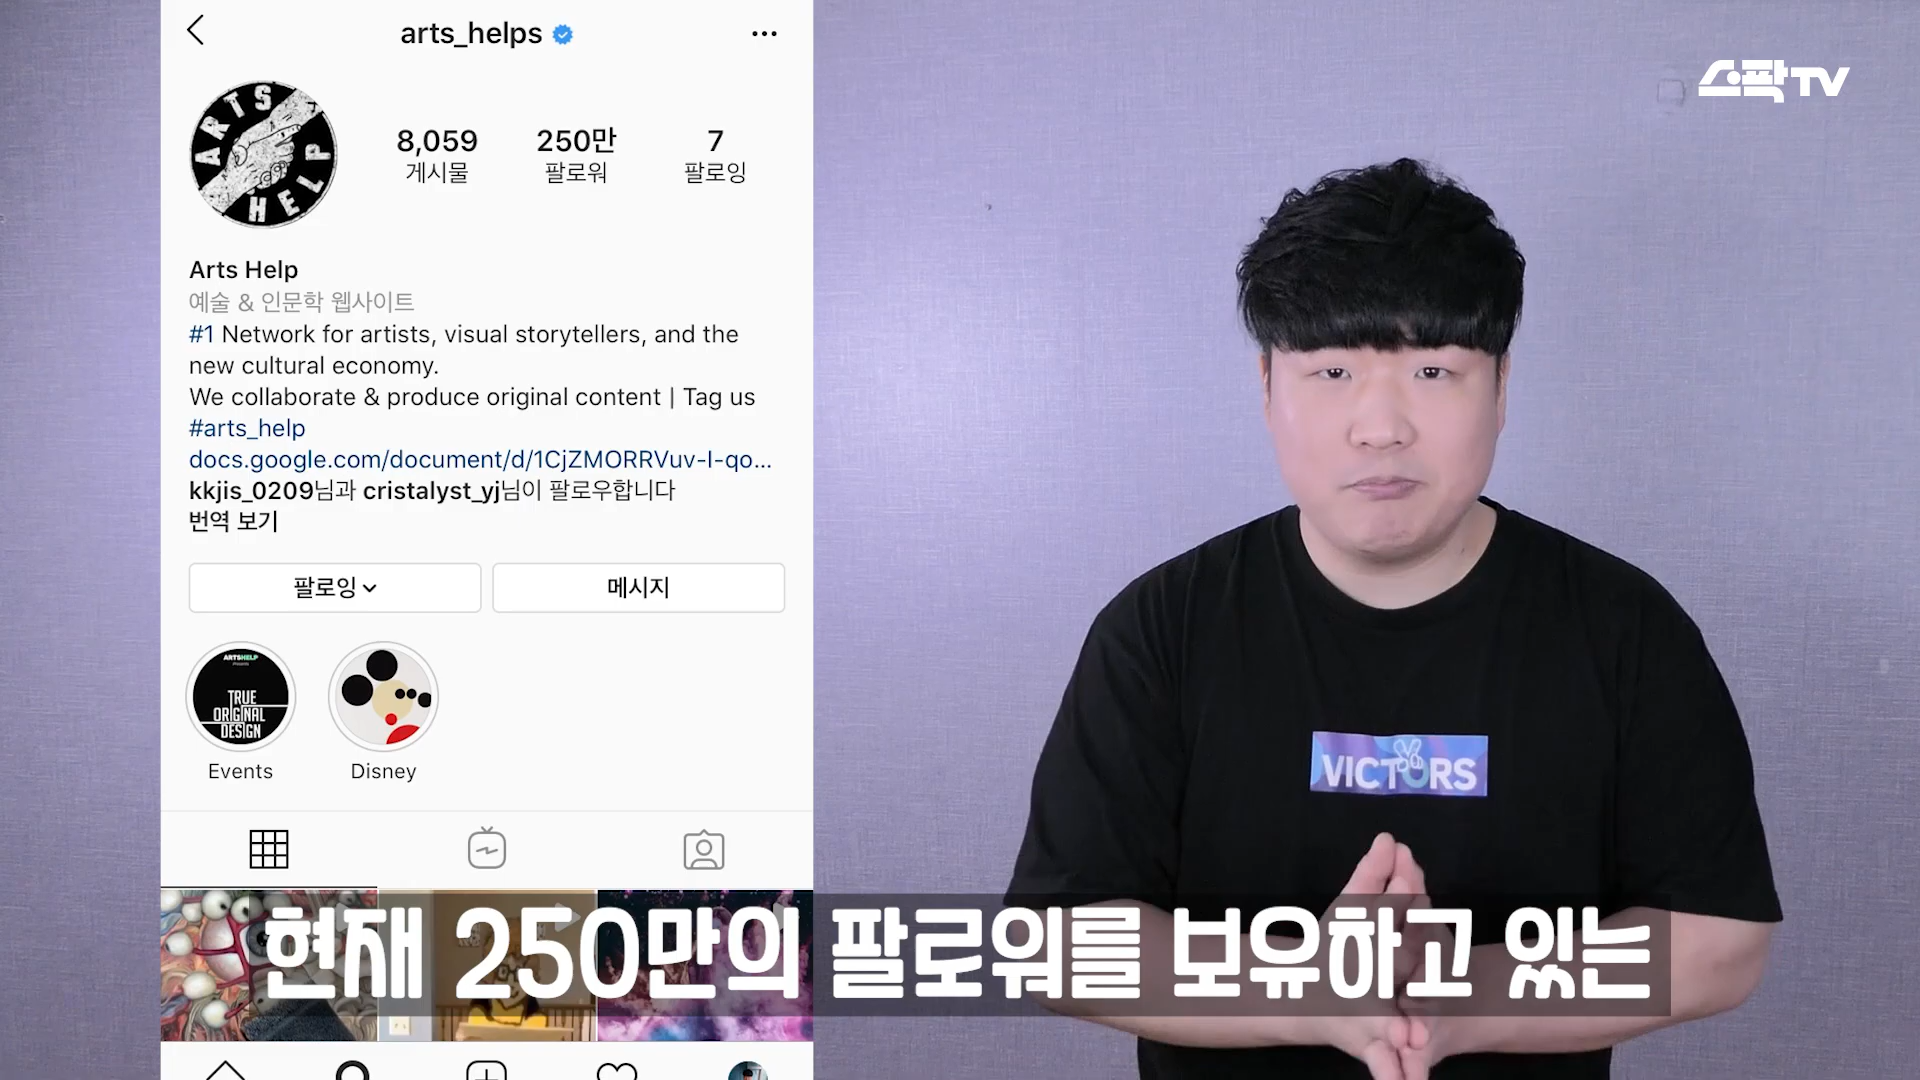 arts_helps
스팍TV
ARTS HELP
8,059
250만
7
게시물
팔로워
팔로잉
Arts Help
예술 & 인문학 웹사이트
#1 Network for artists, visual storytellers, and the
new cultural economy.
We collaborate & produce original content | Tag us
#arts_help
docs.google.com/document/d/1CjZMORRVuv-I-qo...
kkjis_0209님과 cristalyst_yj님이 팔로우합니다
번역 보기
팔로잉
메시지
ARTSHELP
TRUE
ORIGINAL
DESIGN
Events
Disney
VICTORS
현재 250만의 팔로워를 보유하고 있는